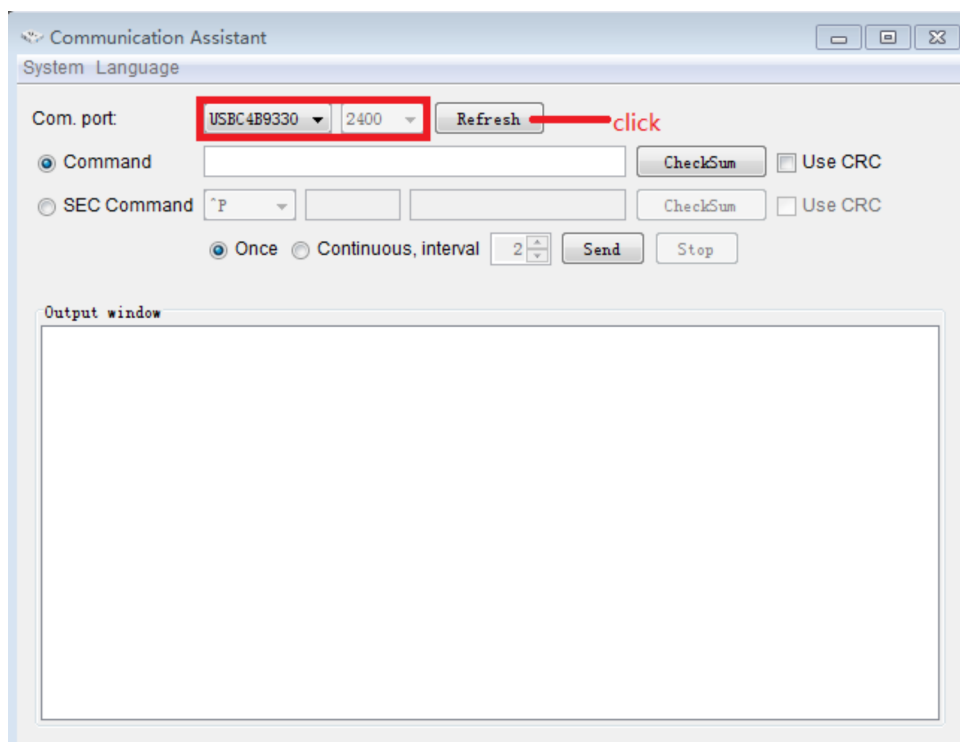 Communication Assistant
System Language
Com. port: USBC4B9330 2400 Refresh click
Command CheckSum Use CRC
SEC Command ^P CheckSum Use CRC
Once Continuous, interval 2 Send Stop
Output window